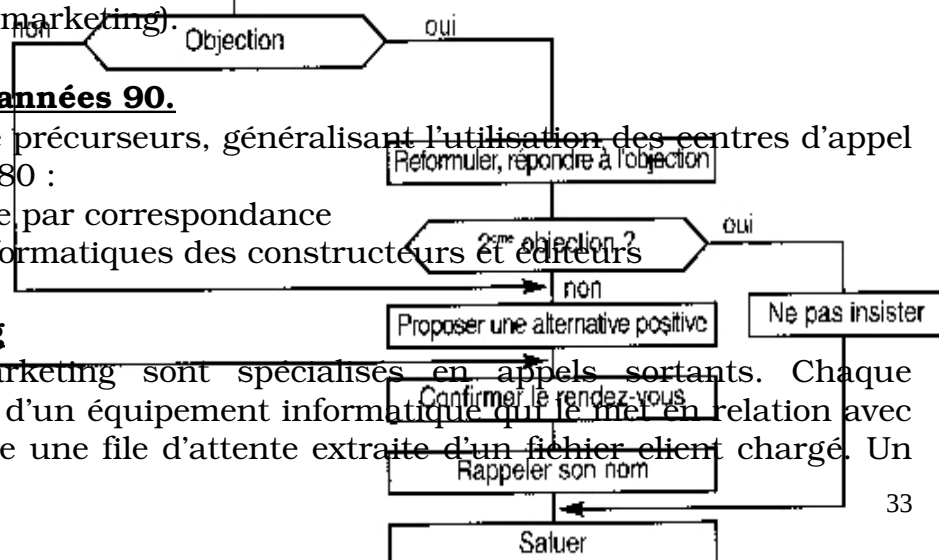 marketing).
non
Objection
oui
années 90.
précurseurs, généralisant l'utilisation des centres d'appel
Reformuler, répondre à l'objection
80 :
par correspondance
oui
2ème objection ?
ormatiques des constructeurs et éditeurs
non
Ne pas insister
Proposer une alternative positive
g
rketing sont spécialisés en appels sortants. Chaque
Confirmer le rendez-vous
d'un équipement informatique qui le met en relation avec
e une file d'attente extraite d'un fichier client chargé. Un
Rappeler son nom
33
Saluer